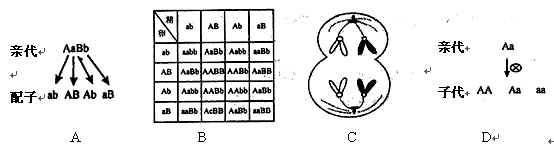 亲代 AaBb
配子 ab AB Ab aB
A
精 卵 ab AB Ab aB
ab aabb AaBb Aabb aaBb
AB AaBb AABB AABb AaBB
Ab Aabb AABb AAbb AaBb
aB aaBb AcBB AaBb aaBB
B
C
亲代 Aa
子代 AA Aa aa
D